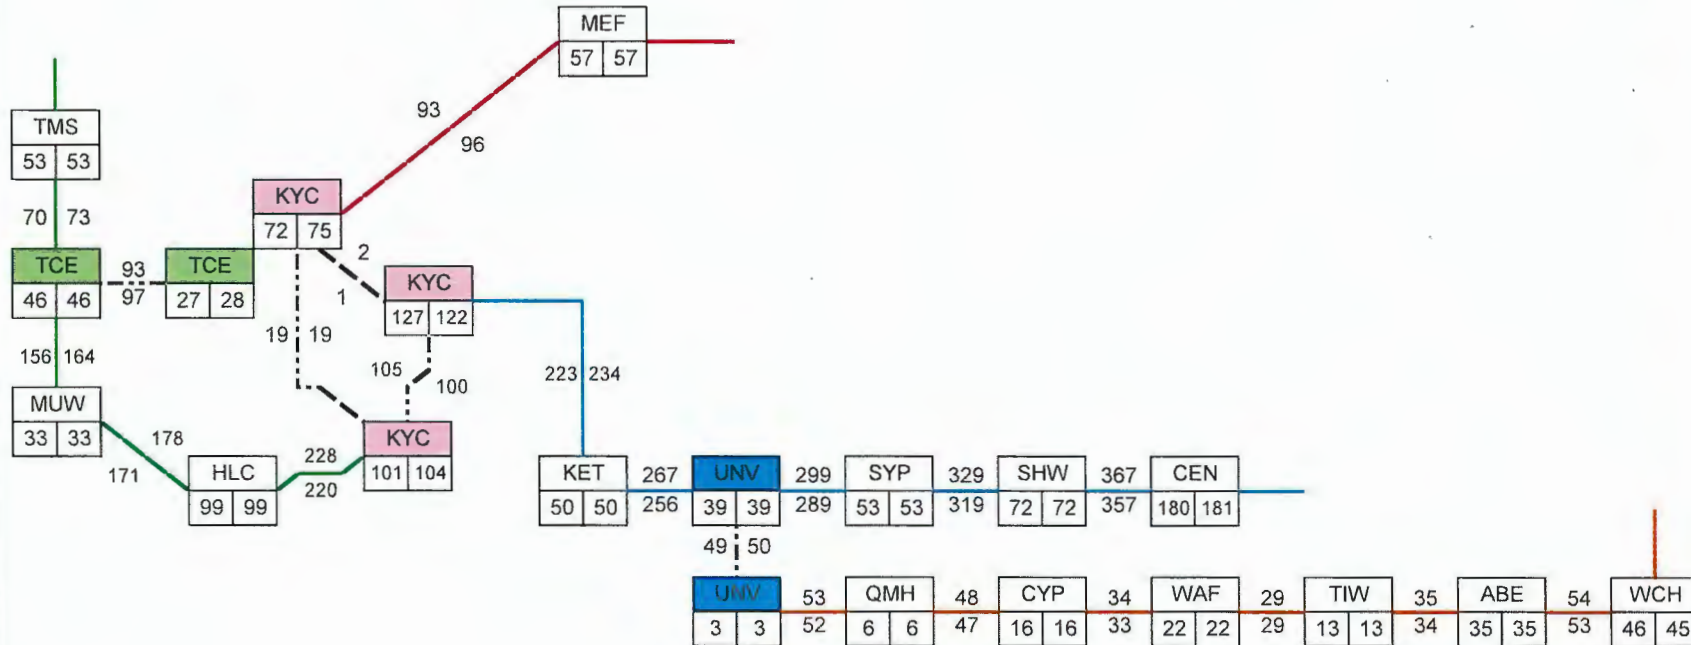 MEF
57 57
93
96
TMS
53 53
70 73
KYC
72 75
TCE
46 46
93
97
TCE
27 28
2
1
KYC
127 122
19 19
105
100
156 164
223 234
MUW
33 33
178
171
HLC
99 99
228
220
KYC
101 104
KET
50 50
267
256
UNV
39 39
299
289
SYP
53 53
329
319
SHW
72 72
367
357
CEN
180 181
49 50
UNV
3 3
53
52
QMH
6 6
48
47
CYP
16 16
34
33
WAF
22 22
29
29
TIW
13 13
35
34
ABE
35 35
54
53
WCH
46 45